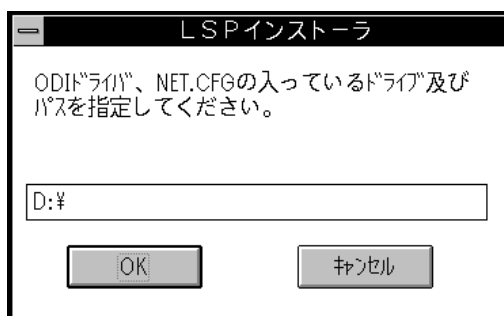 LSPインストーラ
ODIﾄﾞﾗｲﾊﾞ、NET.CFGの入っているﾄﾞﾗｲﾌﾞ及び
ﾊﾟｽを指定してください。
D:¥
OK
ｷｬﾝｾﾙ